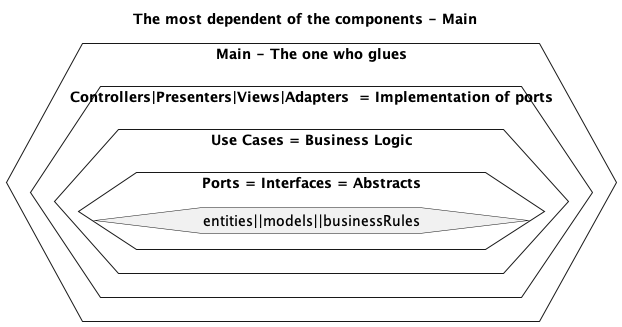 The most dependent of the components - Main
Main - The one who glues
Controllers|Presenters|Views|Adapters  = Implementation of ports
Use Cases = Business Logic
Ports = Interfaces = Abstracts
entities||models||businessRules